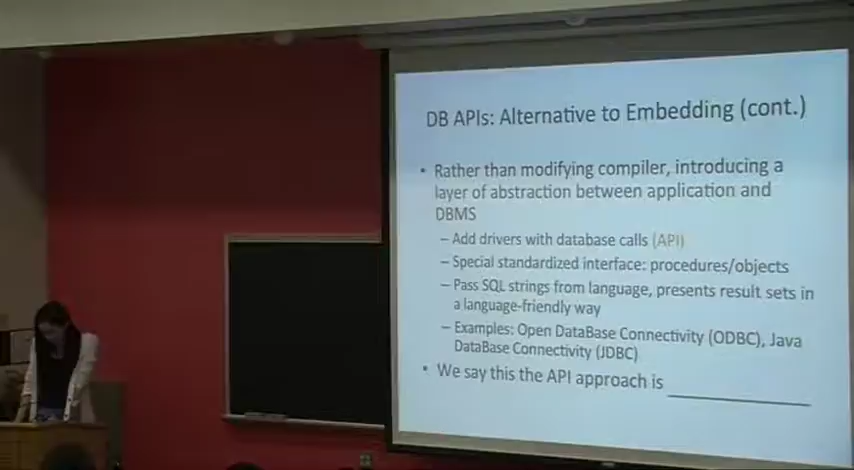 DB APIs: Alternative to Embedding (cont.)
• Rather than modifying compiler, introducing a
layer of abstraction between application and
DBMS
– Add drivers with database calls (API)
– Special standardized interface: procedures/objects
– Pass SQL strings from language, presents result sets in
a language-friendly way
– Examples: Open DataBase Connectivity (ODBC), Java
DataBase Connectivity (JDBC)
• We say this the API approach is ________________